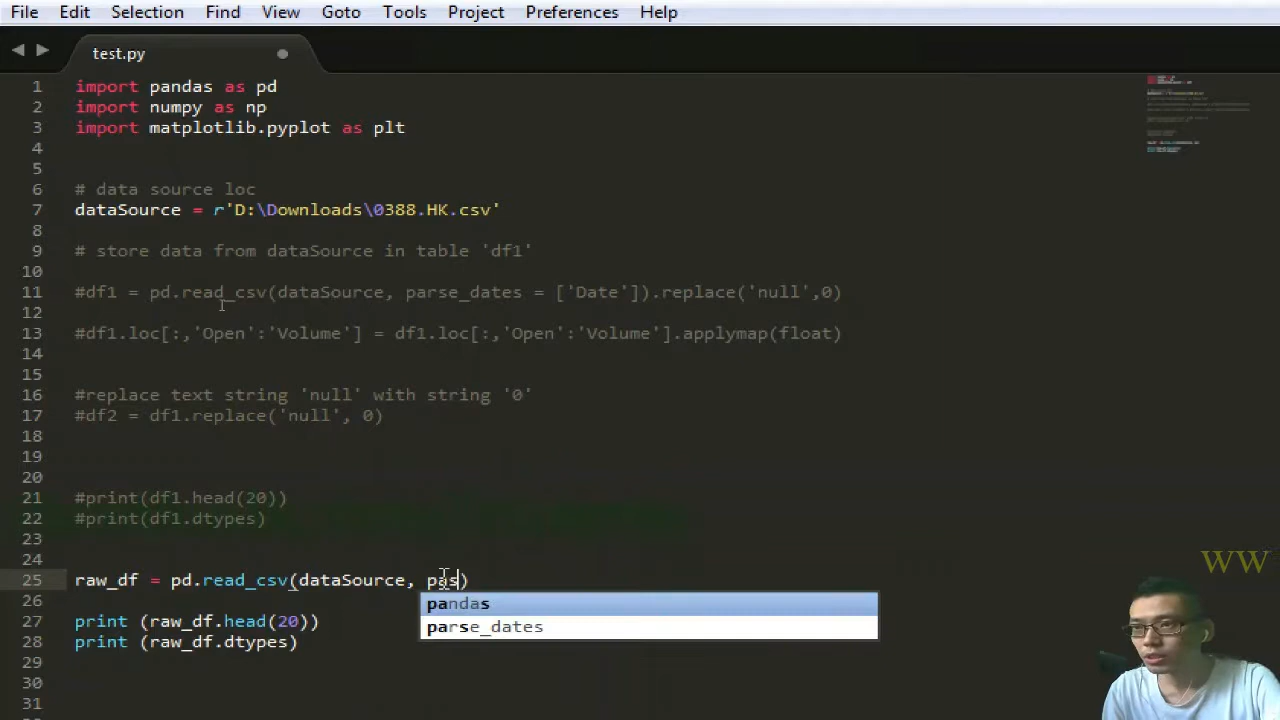 File Edit Selection Find View Goto Tools Project Preferences Help
test.py
1 import pandas as pd
2 import numpy as np
3 import matplotlib.pyplot as plt
4
5
6 # data source loc
7 dataSource = r'D:\Downloads\0388.HK.csv'
8
9 # store data from dataSource in table 'df1'
10
11 #df1 = pd.read_csv(dataSource, parse_dates = ['Date']).replace('null',0)
12
13 #df1.loc[:,'Open':'Volume'] = df1.loc[:,'Open':'Volume'].applymap(float)
14
15
16 #replace text string 'null' with string '0'
17 #df2 = df1.replace('null', 0)
18
19
20
21 #print(df1.head(20))
22 #print(df1.dtypes)
23
24
25 raw_df = pd.read_csv(dataSource, pas)
pandas
parse_dates
26
27 print (raw_df.head(20))
28 print (raw_df.dtypes)
29
30
31
WW